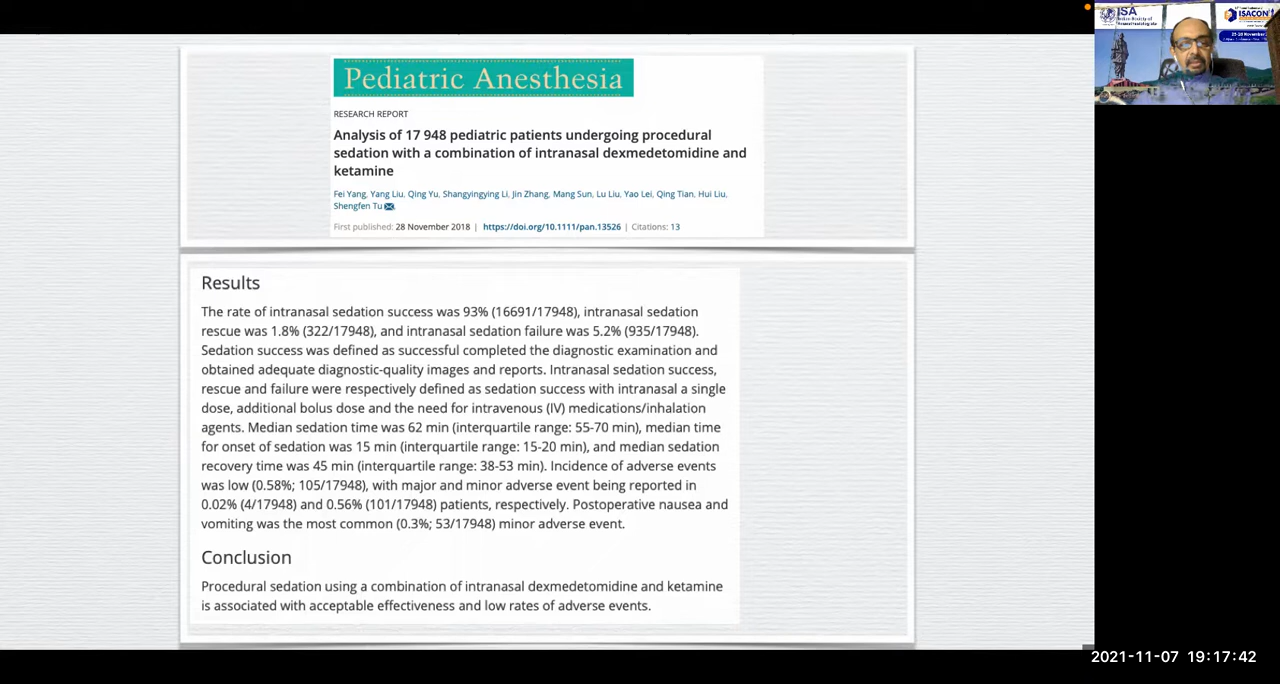 ISA
ISACON
Pediatric Anesthesia
RESEARCH REPORT
Analysis of 17 948 pediatric patients undergoing procedural
sedation with a combination of intranasal dexmedetomidine and
ketamine
Fei Yang, Yang Liu, Qing Yu, Shangyingying Li, Jin Zhang, Mang Sun, Lu Liu, Yao Lei, Qing Tian, Hui Liu,
Shengfen Tu
First published: 28 November 2018 | https://doi.org/10.1111/pan.13526 | Citations: 13
Results
The rate of intranasal sedation success was 93% (16691/17948), intranasal sedation
rescue was 1.8% (322/17948), and intranasal sedation failure was 5.2% (935/17948).
Sedation success was defined as successful completed the diagnostic examination and
obtained adequate diagnostic-quality images and reports. Intranasal sedation success,
rescue and failure were respectively defined as sedation success with intranasal a single
dose, additional bolus dose and the need for intravenous (IV) medications/inhalation
agents. Median sedation time was 62 min (interquartile range: 55-70 min), median time
for onset of sedation was 15 min (interquartile range: 15-20 min), and median sedation
recovery time was 45 min (interquartile range: 38-53 min). Incidence of adverse events
was low (0.58%; 105/17948), with major and minor adverse event being reported in
0.02% (4/17948) and 0.56% (101/17948) patients, respectively. Postoperative nausea and
vomiting was the most common (0.3%; 53/17948) minor adverse event.
Conclusion
Procedural sedation using a combination of intranasal dexmedetomidine and ketamine
is associated with acceptable effectiveness and low rates of adverse events.
2021-11-07 19:17:42